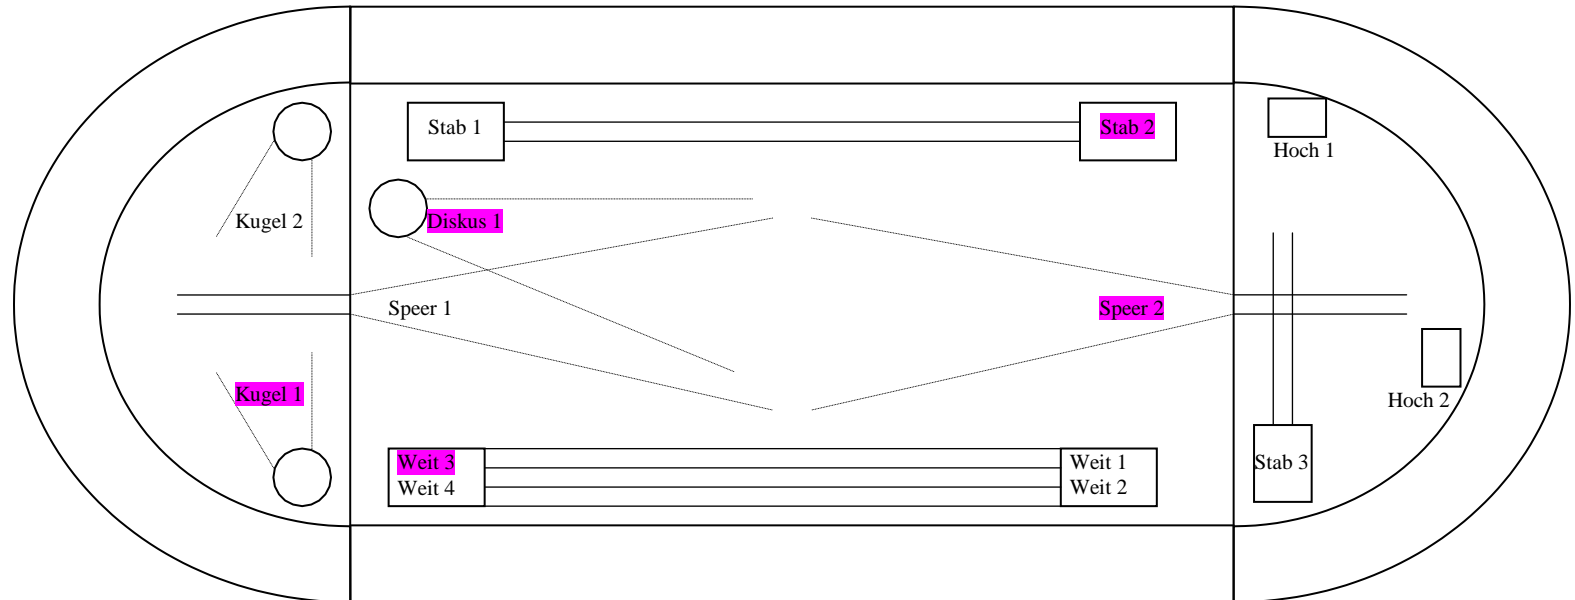 Stab 1
Stab 2
Hoch 1
Kugel 2
Diskus 1
Speer 1
Speer 2
Kugel 1
Hoch 2
Weit 3
Weit 4
Weit 1
Weit 2
Stab 3